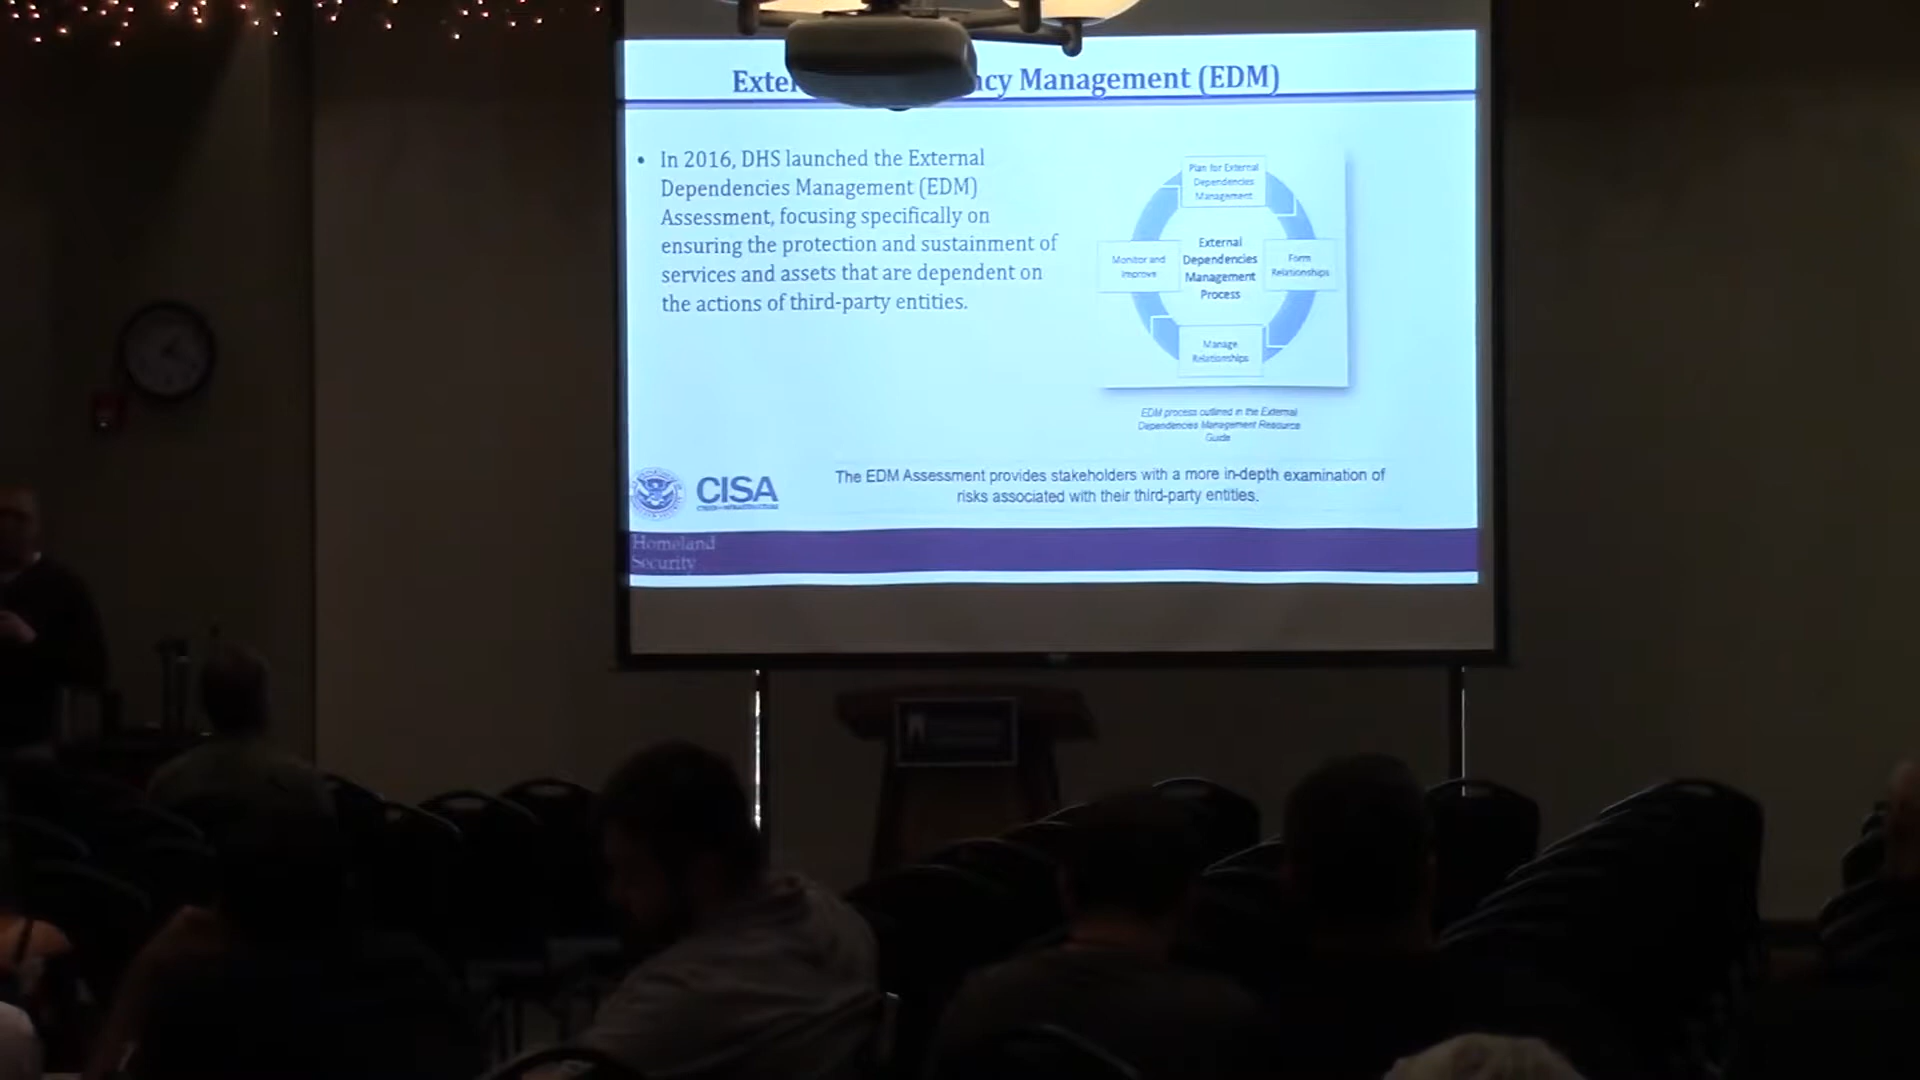 ncy Management (EDM)
• In 2016, DHS launched the External
Dependencies Management (EDM)
Assessment, focusing specifically on
ensuring the protection and sustainment of
services and assets that are dependent on
the actions of third-party entities.
Plan for External
Dependencies
Management
External
Dependencies
Management
Process
Monitor and
Improve
Form
Relationships
Manage
Relationships
EDM process outlined in the External
Dependencies Management Resource
Guide
CISA
The EDM Assessment provides stakeholders with a more in-depth examination of
risks associated with their third-party entities.
Homeland
Security